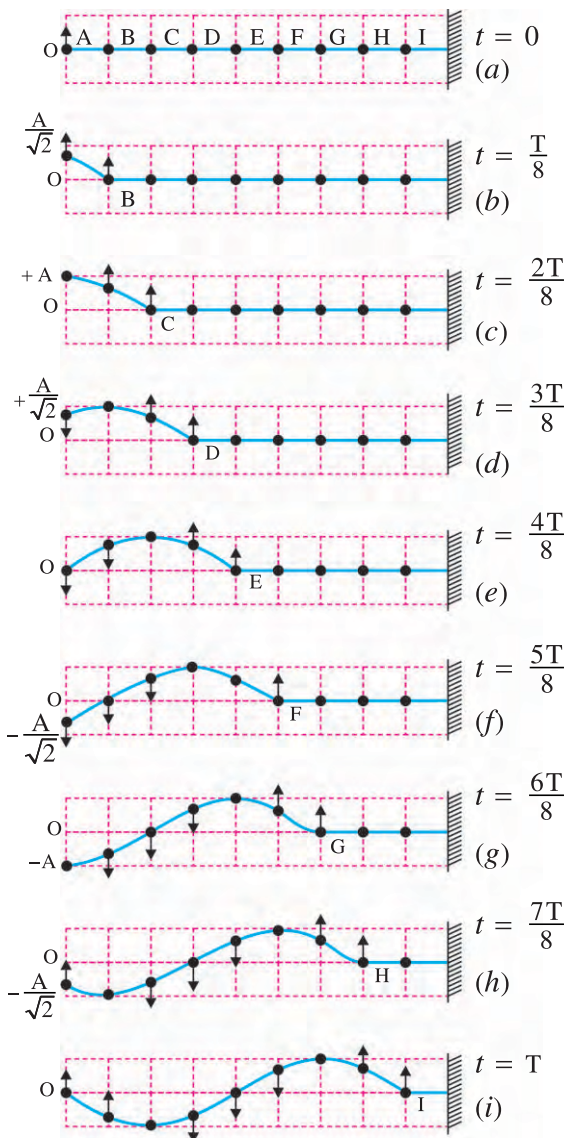 A B C D E F G H I t = 0
O
(a)
A/√2 t = T/8
O
B (b)
+ A t = 2T/8
O
C (c)
+ A/√2 t = 3T/8
O
D (d)
t = 4T/8
O
E (e)
t = 5T/8
O
F (f)
− A/√2
t = 6T/8
O
G
−A (g)
t = 7T/8
O
H
− A/√2 (h)
t = T
O
I (i)